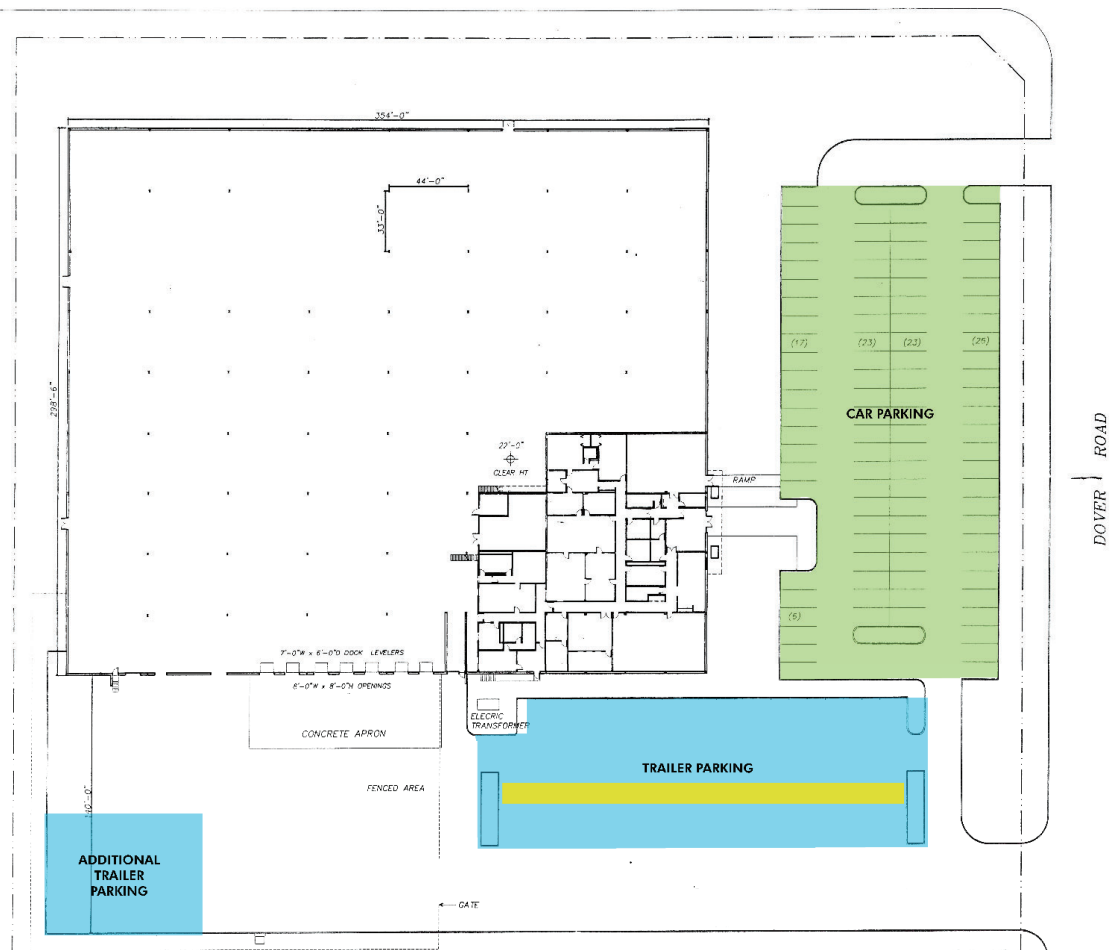 354'-0"
44'-0"
33'-0"
298'-6"
(17)
(23)
(23)
(25)
CAR PARKING
DOVER ROAD
22'-0"
CLEAR HT
RAMP
(6)
7'-0"W x 6'-0"D DOCK LEVELERS
8'-0"W x 8'-0"H OPENINGS
ELECRIC
TRANSFORMER
CONCRETE APRON
TRAILER PARKING
FENCED AREA
ADDITIONAL
TRAILER
PARKING
GATE